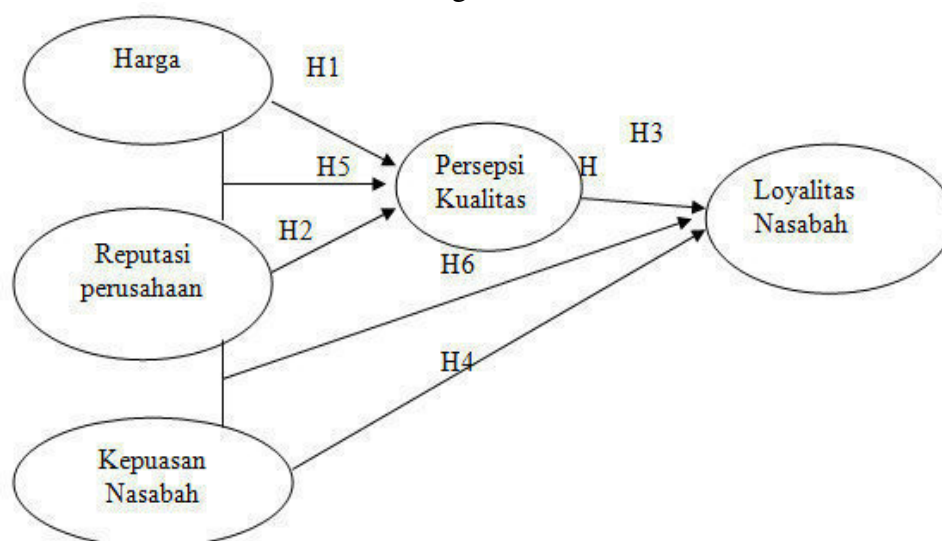 Harga
H1
H3
Persepsi
Kualitas
H5
H
Loyalitas
Nasabah
H2
Reputasi
perusahaan
H6
H4
Kepuasan
Nasabah